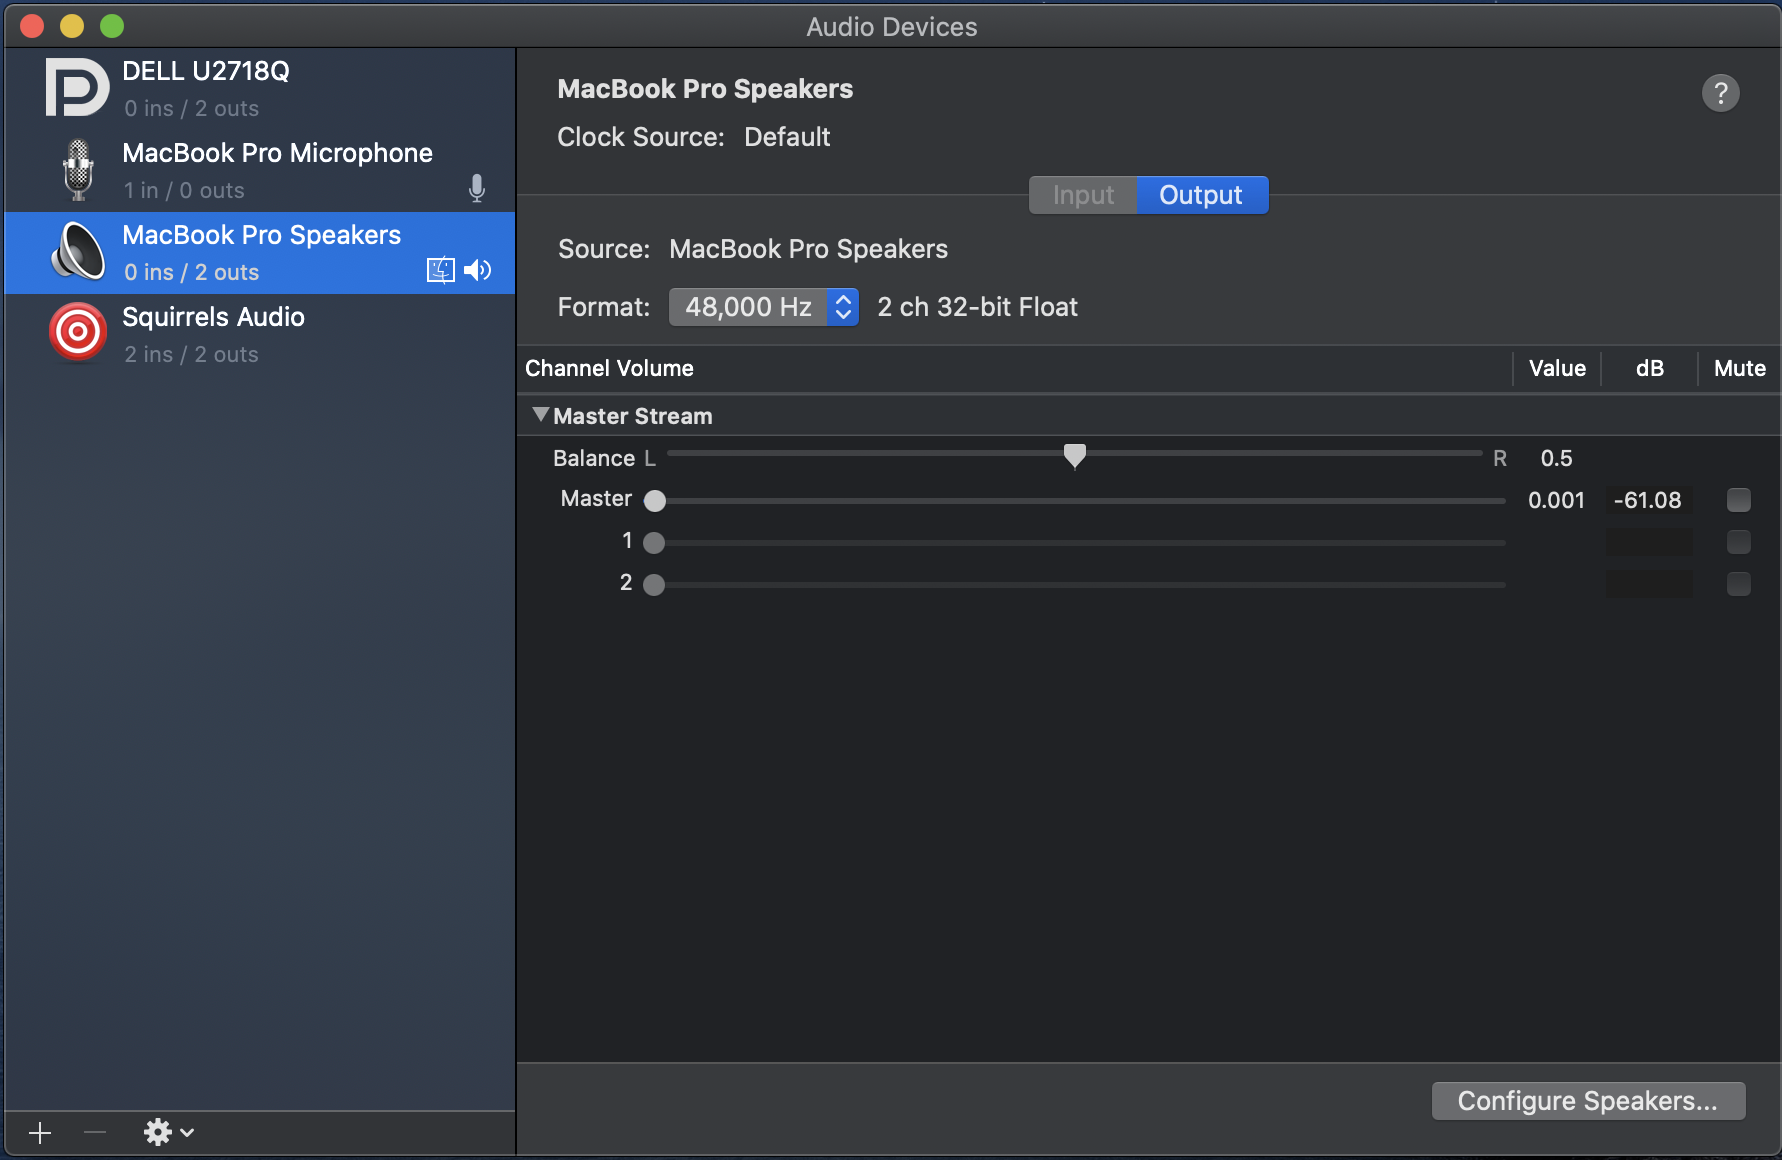 Audio Devices
DELL U2718Q
0 ins / 2 outs
MacBook Pro Microphone
1 in / 0 outs
MacBook Pro Speakers
0 ins / 2 outs
Squirrels Audio
2 ins / 2 outs
MacBook Pro Speakers
?
Clock Source: Default
Input Output
Source: MacBook Pro Speakers
Format: 48,000 Hz 2 ch 32-bit Float
Channel Volume Value dB Mute
Master Stream
Balance L R 0.5
Master 0.001 -61.08
1
2
Configure Speakers...